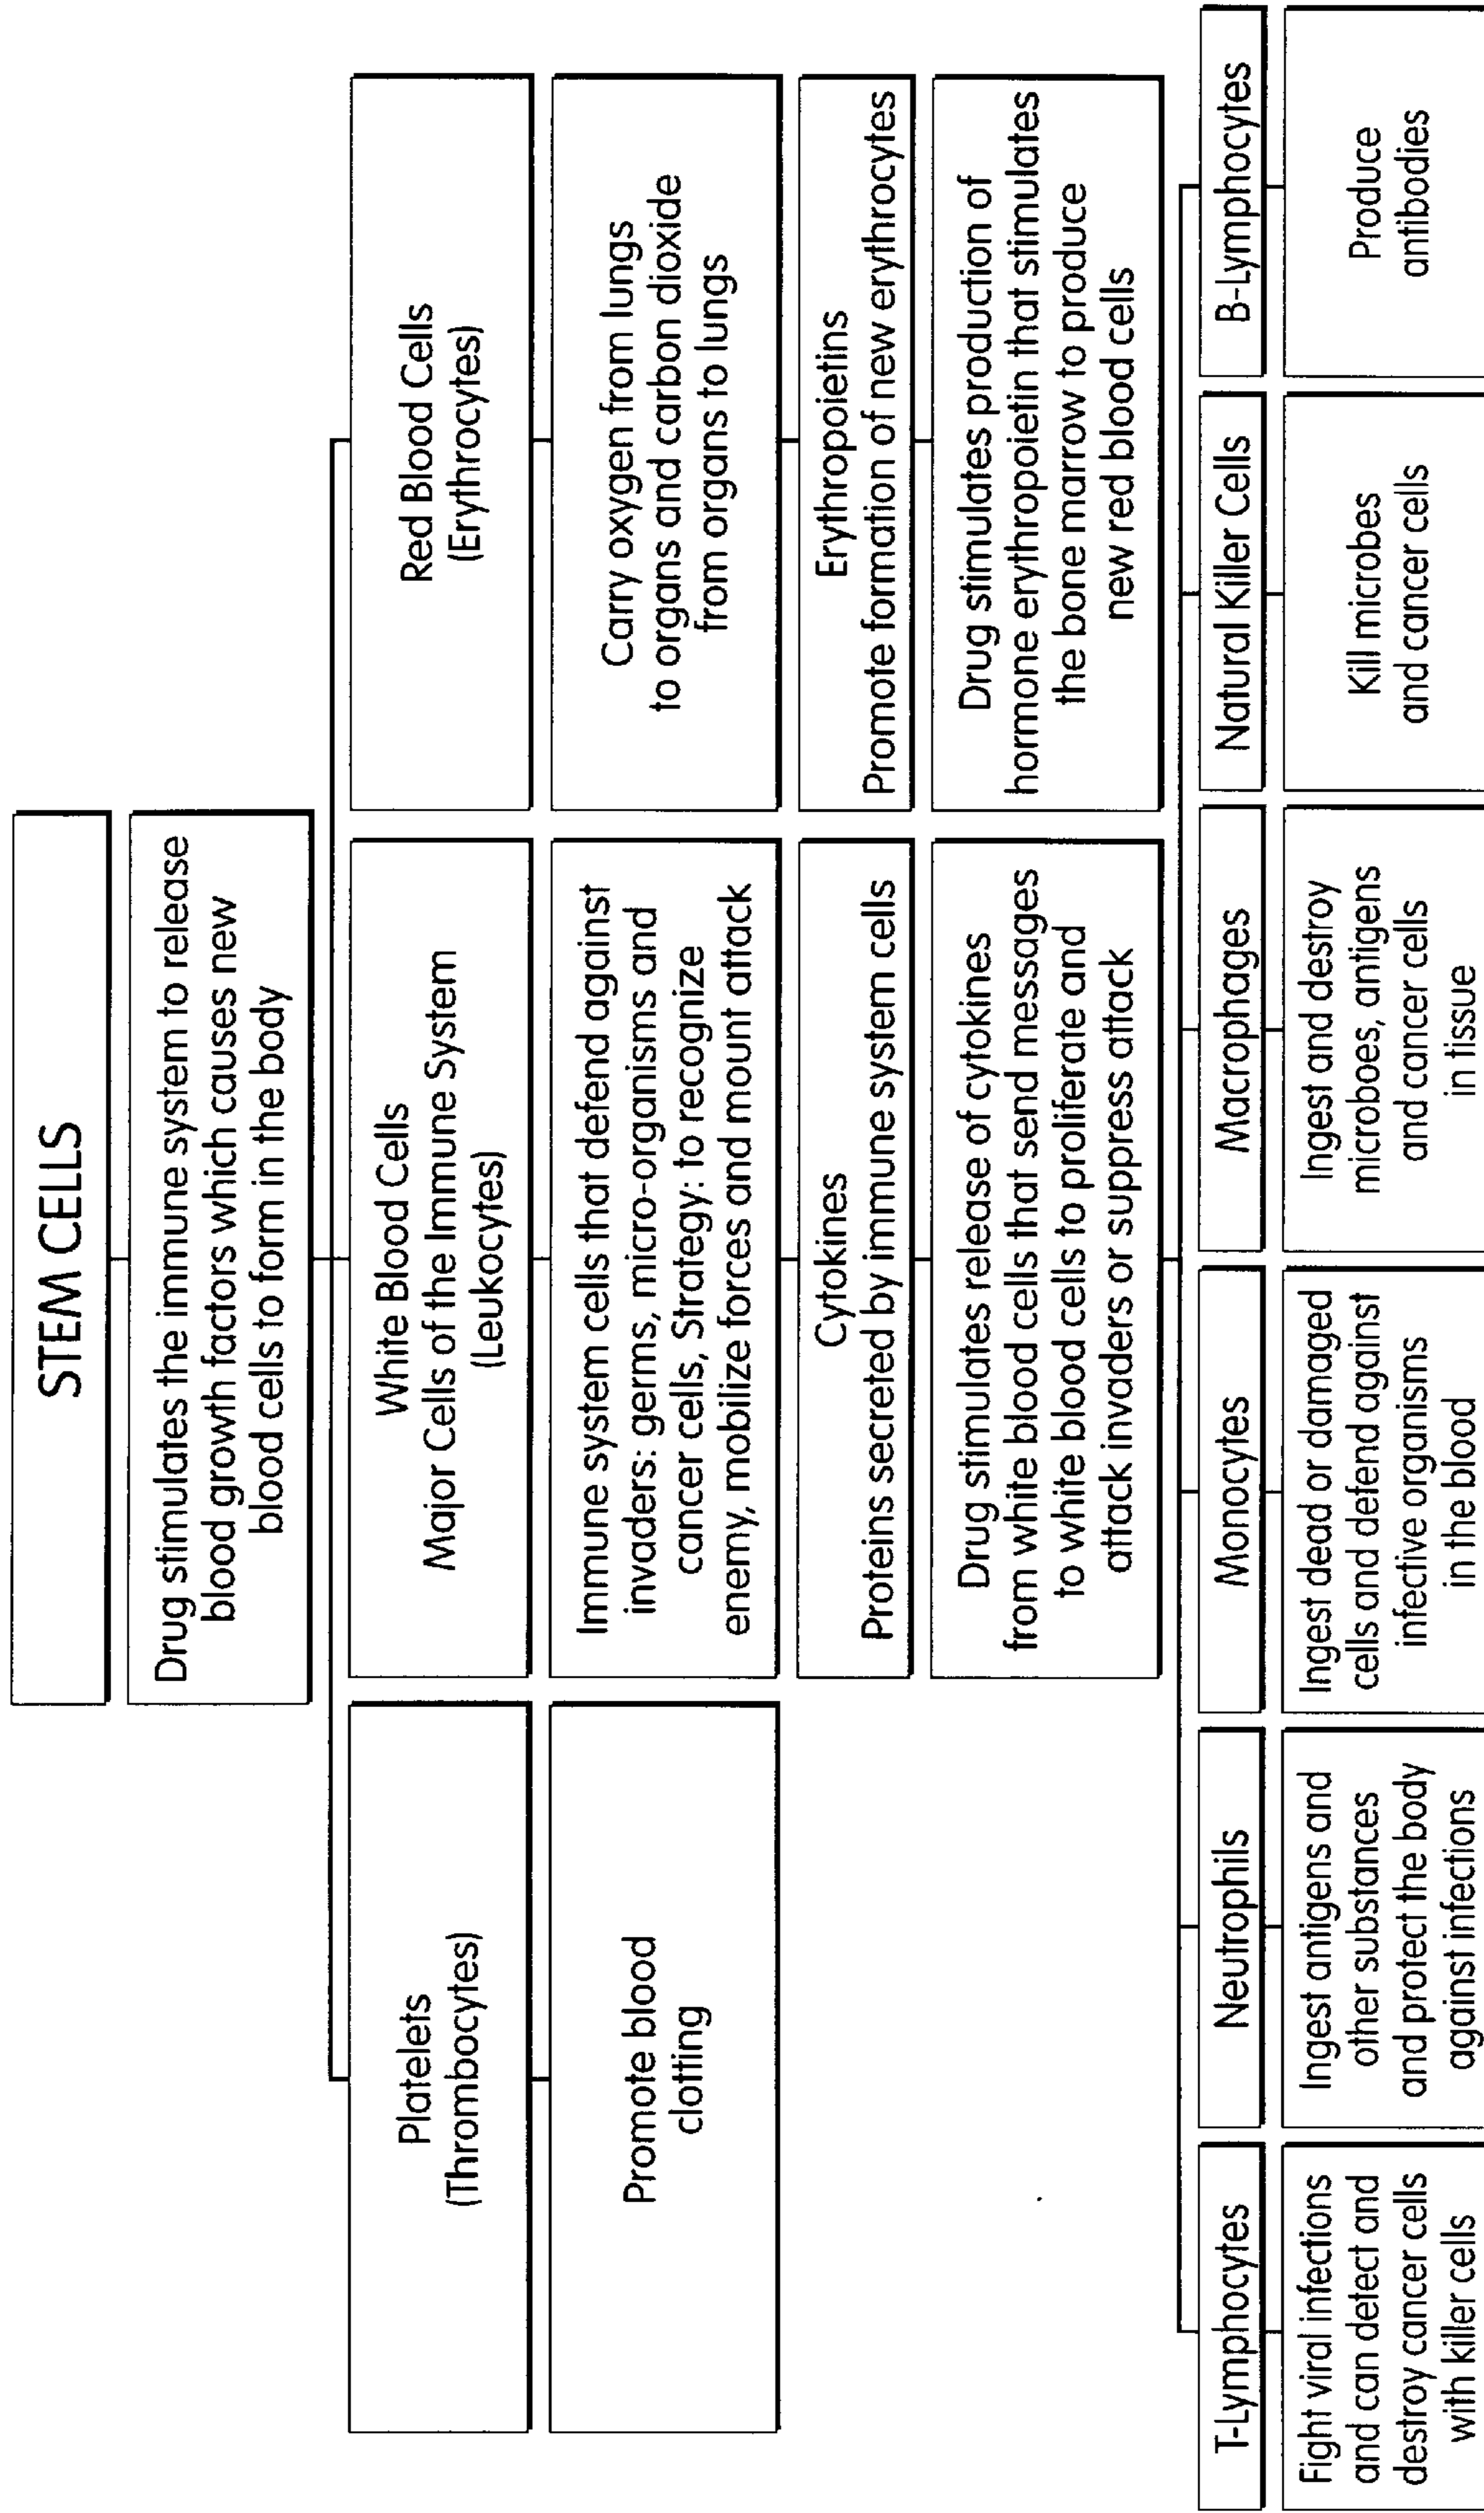 STEM CELLS
Drug stimulates the immune system to release
blood growth factors which causes new
blood cells to form in the body
Platelets
(Thrombocytes)
Promote blood
clotting
White Blood Cells
Major Cells of the Immune System
(Leukocytes)
Immune system cells that defend against
invaders: germs, micro-organisms and
cancer cells, Strategy: to recognize
enemy, mobilize forces and mount attack
Cytokines
Proteins secreted by immune system cells
Drug stimulates release of cytokines
from white blood cells that send messages
to white blood cells to proliferate and
attack invaders or suppress attack
Red Blood Cells
(Erythrocytes)
Carry oxygen from lungs
to organs and carbon dioxide
from organs to lungs
Erythropoietins
Promote formation of new erythrocytes
Drug stimulates production of
hormone erythropoietin that stimulates
the bone marrow to produce
new red blood cells
T-Lymphocytes
Fight viral infections
and can detect and
destroy cancer cells
with killer cells
Neutrophils
Ingest antigens and
other substances
and protect the body
against infections
Monocytes
Ingest dead or damaged
cells and defend against
infective organisms
in the blood
Macrophages
Ingest and destroy
microboes, antigens
and cancer cells
in tissue
Natural Killer Cells
Kill microbes
and cancer cells
B-Lymphocytes
Produce
antibodies